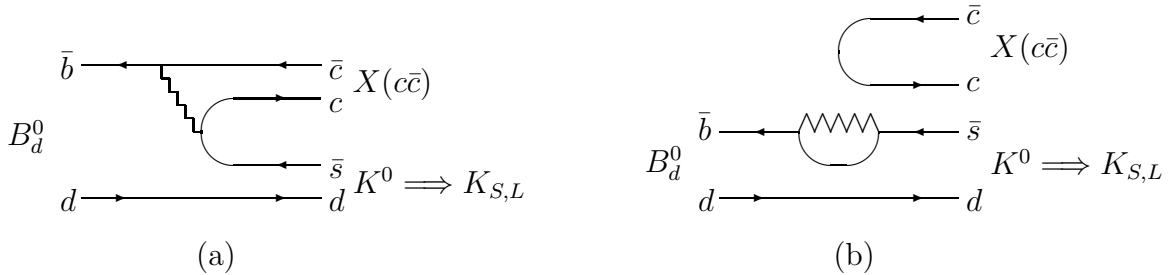 b̄ c̄ X(cc̄)
c
B⁰_d
s̄ K⁰ ⟹ K_{S,L}
d d
(a)
c̄ X(cc̄)
c
b̄ s̄
B⁰_d K⁰ ⟹ K_{S,L}
d d
(b)